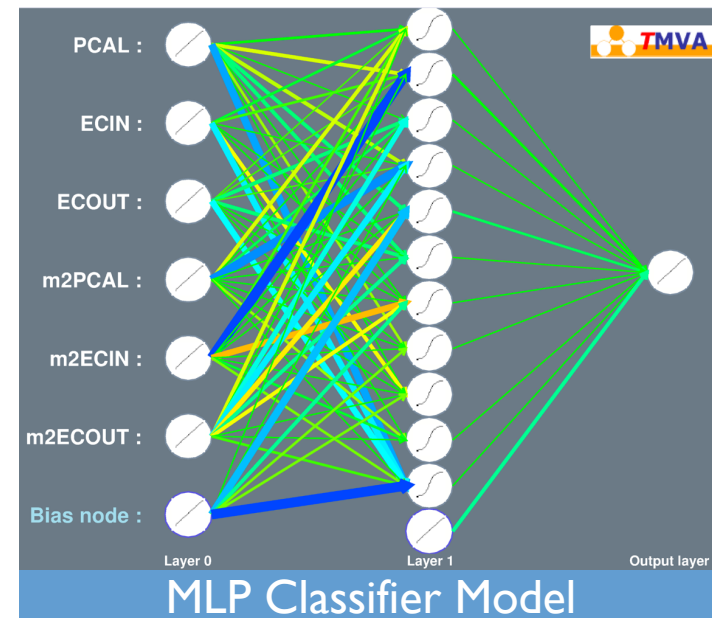 PCAL :
TMVA
ECIN :
ECOUT :
m2PCAL :
m2ECIN :
m2ECOUT :
Bias node :
Layer 0
Layer 1
Output layer
MLP Classifier Model